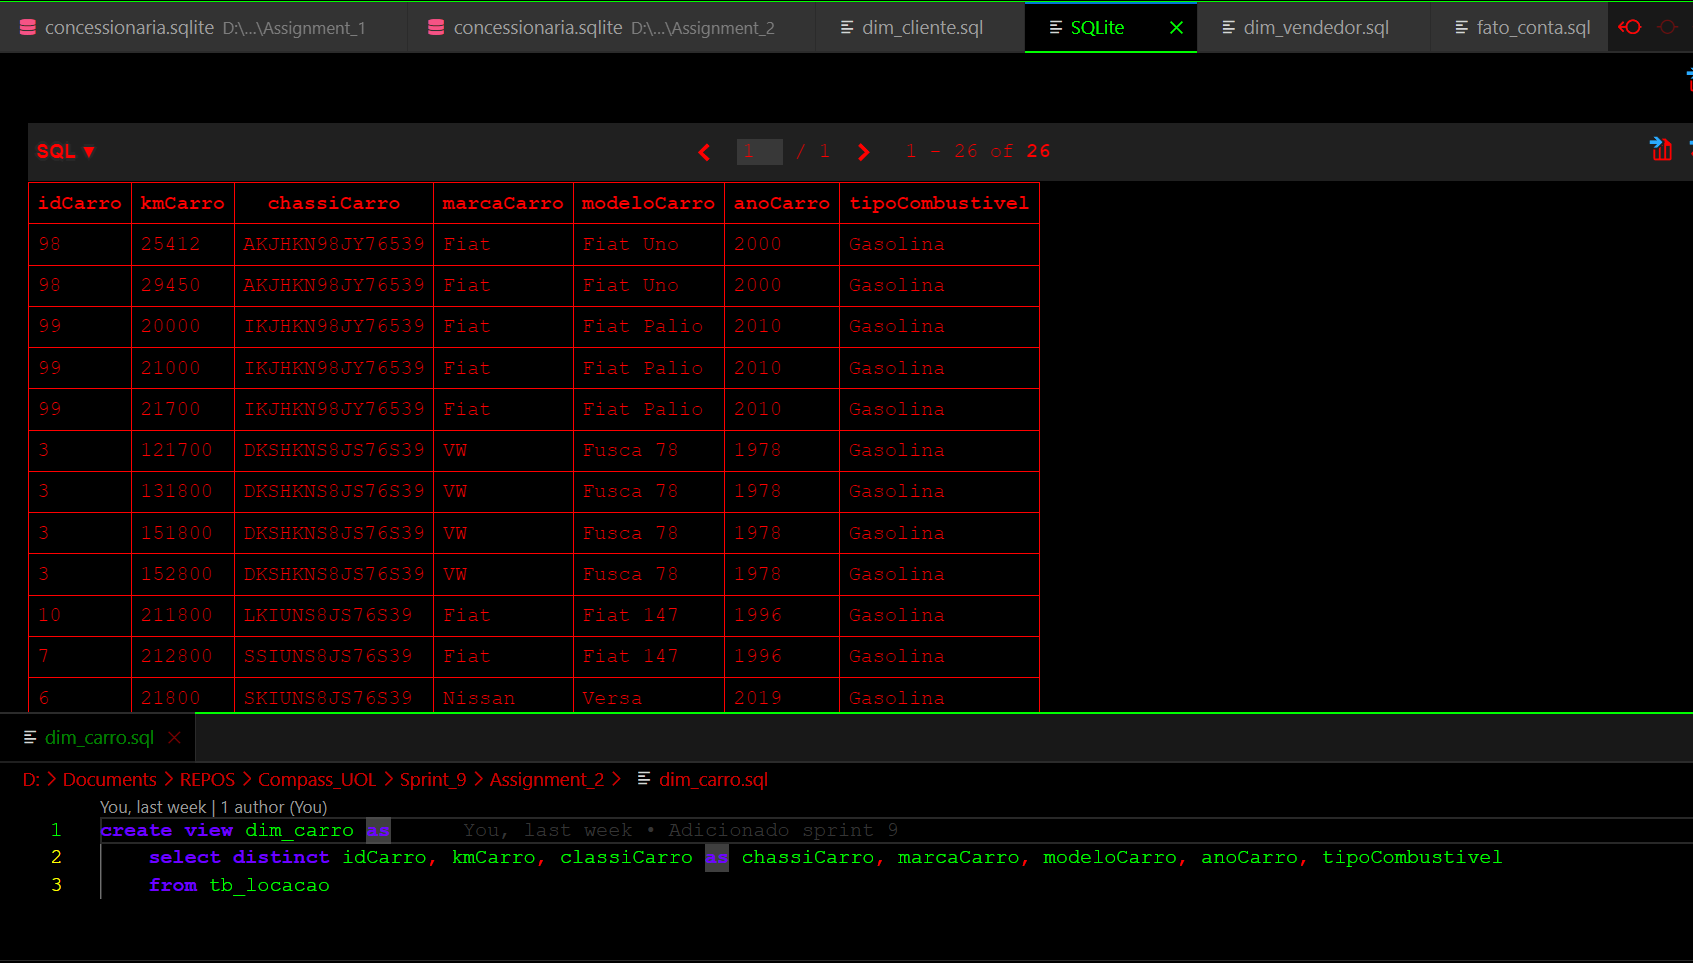 concessionaria.sqlite D:\...\Assignment_1 concessionaria.sqlite D:\...\Assignment_2 dim_cliente.sql SQLite dim_vendedor.sql fato_conta.sql
SQL ▼ 1 / 1 1 - 26 of 26
idCarro kmCarro chassiCarro marcaCarro modeloCarro anoCarro tipoCombustivel
98 25412 AKJHKN98JY76539 Fiat Fiat Uno 2000 Gasolina
98 29450 AKJHKN98JY76539 Fiat Fiat Uno 2000 Gasolina
99 20000 IKJHKN98JY76539 Fiat Fiat Palio 2010 Gasolina
99 21000 IKJHKN98JY76539 Fiat Fiat Palio 2010 Gasolina
99 21700 IKJHKN98JY76539 Fiat Fiat Palio 2010 Gasolina
3 121700 DKSHKNS8JS76S39 VW Fusca 78 1978 Gasolina
3 131800 DKSHKNS8JS76S39 VW Fusca 78 1978 Gasolina
3 151800 DKSHKNS8JS76S39 VW Fusca 78 1978 Gasolina
3 152800 DKSHKNS8JS76S39 VW Fusca 78 1978 Gasolina
10 211800 LKIUNS8JS76S39 Fiat Fiat 147 1996 Gasolina
7 212800 SSIUNS8JS76S39 Fiat Fiat 147 1996 Gasolina
6 21800 SKIUNS8JS76S39 Nissan Versa 2019 Gasolina
dim_carro.sql
D: > Documents > REPOS > Compass_UOL > Sprint_9 > Assignment_2 > dim_carro.sql
You, last week | 1 author (You)
1 create view dim_carro as You, last week • Adicionado sprint 9
2 select distinct idCarro, kmCarro, classiCarro as chassiCarro, marcaCarro, modeloCarro, anoCarro, tipoCombustivel
3 from tb_locacao